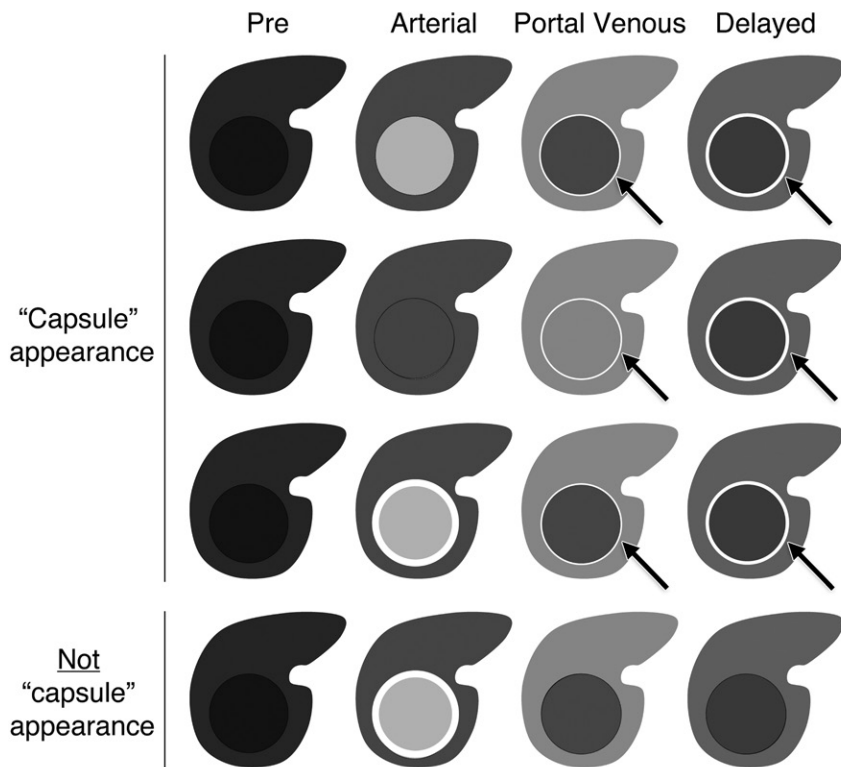 Pre Arterial Portal Venous Delayed
“Capsule”
appearance
Not
“capsule”
appearance